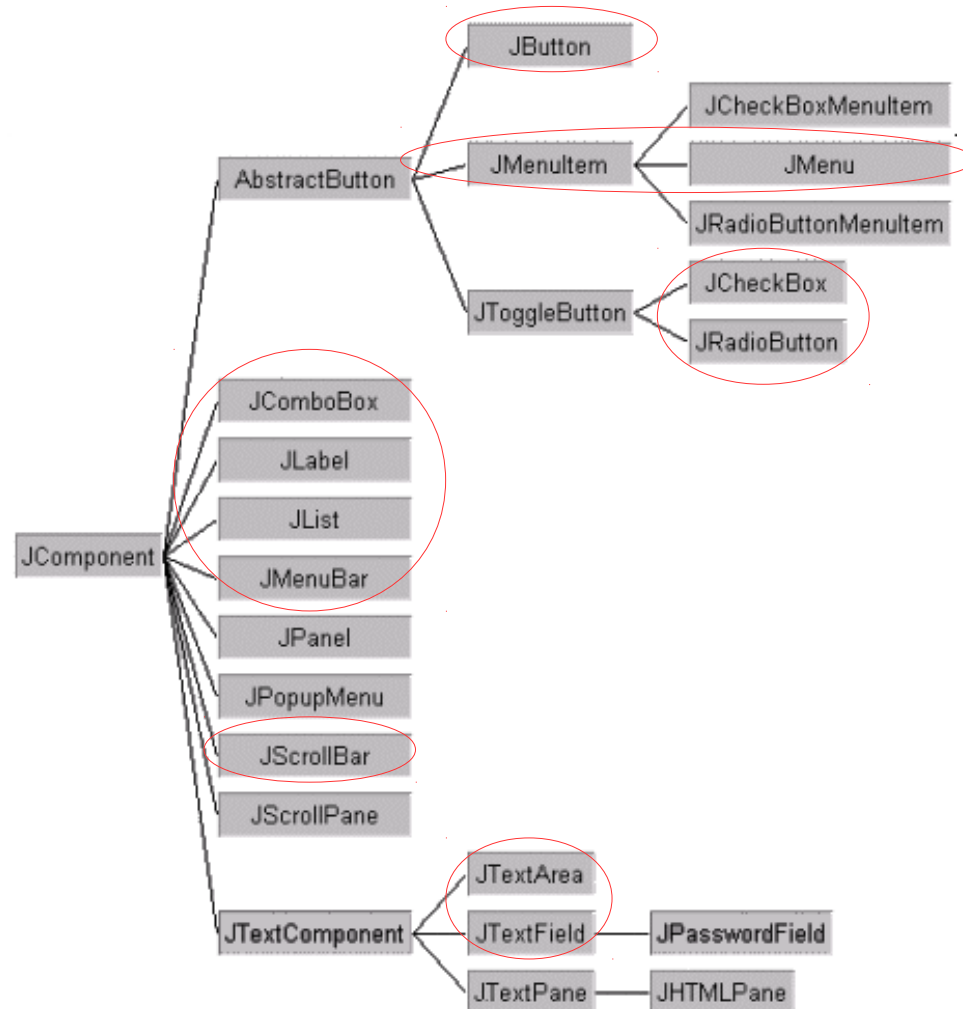 JButton
JCheckBoxMenuItem
AbstractButton
JMenuItem
JMenu
JRadioButtonMenuItem
JCheckBox
JToggleButton
JRadioButton
JComboBox
JLabel
JList
JComponent
JMenuBar
JPanel
JPopupMenu
JScrollBar
JScrollPane
JTextArea
JTextComponent
JTextField
JPasswordField
JTextPane
JHTMLPane